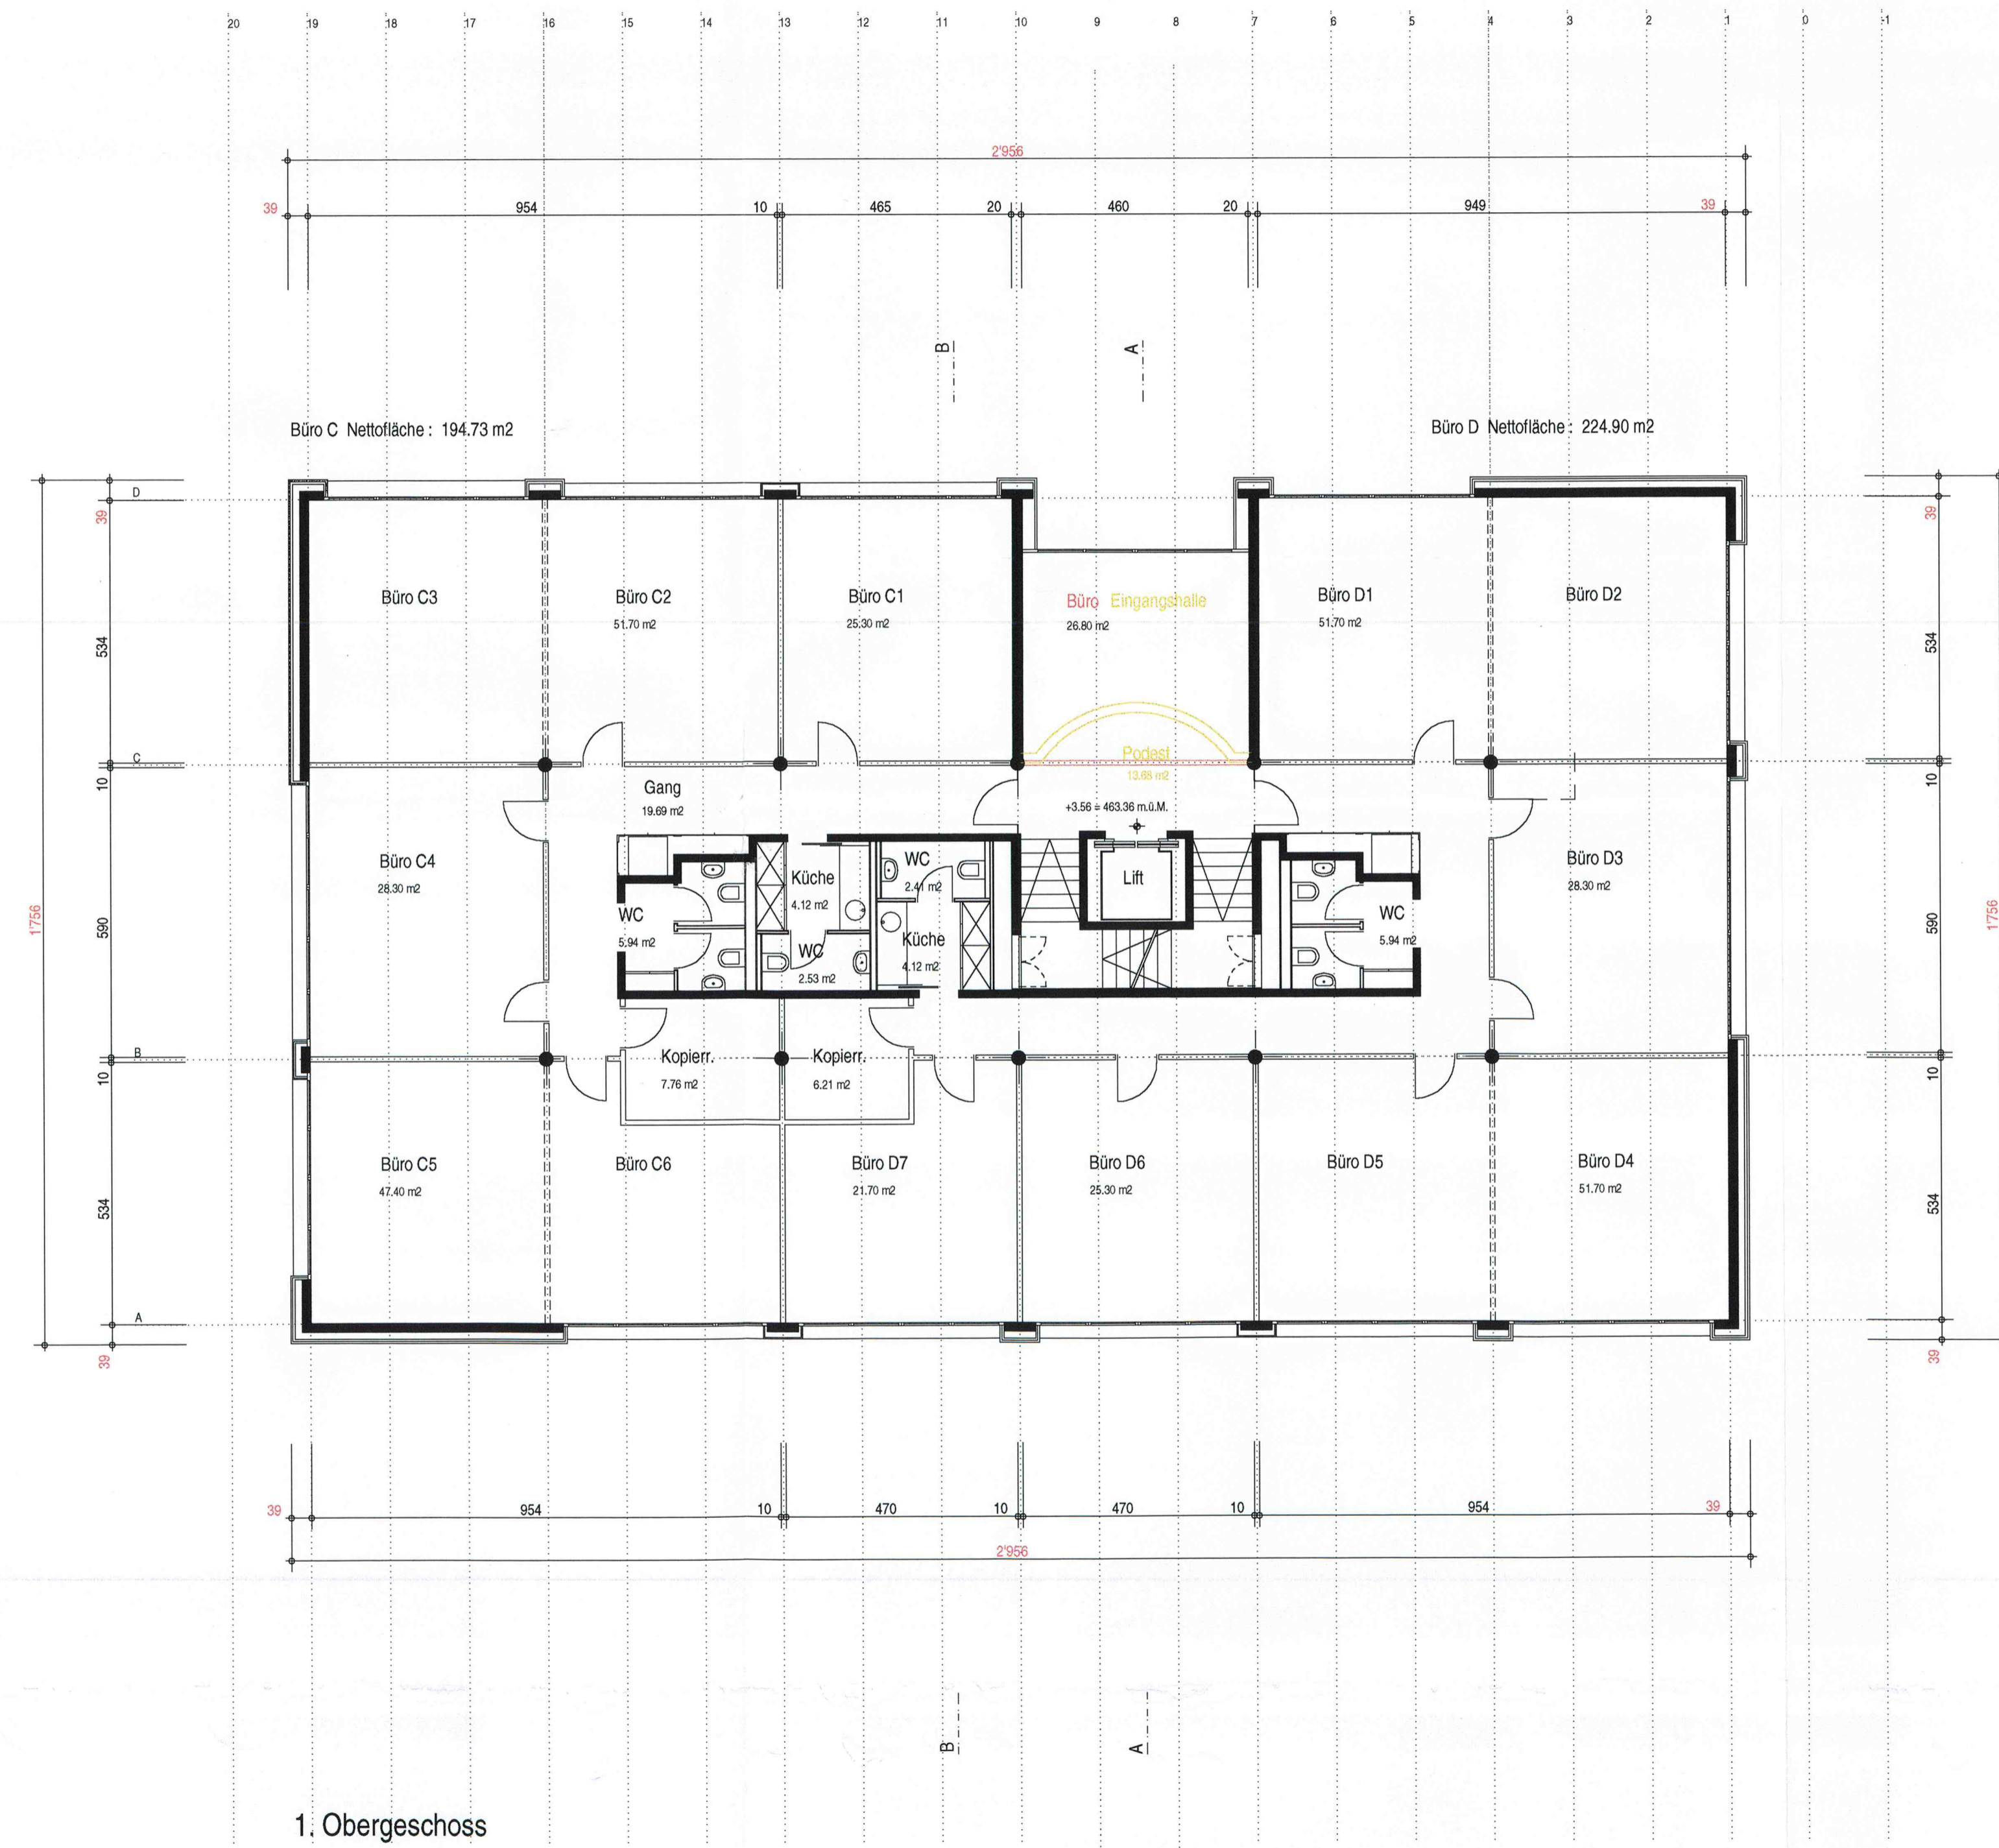 20 19 18 17 16 15 14 13 12 11 10 9 8 7 6 5 4 3 2 1 0 -1
2'956
39 954 10 465 20 460 20 949 39
B A
Büro C Nettofläche : 194.73 m2
Büro D Nettofläche : 224.90 m2
D
39 39
Büro C3 Büro C2 Büro C1 Büro Eingangshalle Büro D1 Büro D2
51.70 m2 25.30 m2 26.80 m2 51.70 m2
534 534
Podest
C
13.68 m2
10 10
Gang
19.69 m2
+3.56 = 463.36 m.ü.M.
Büro C4 Büro D3
28.30 m2 28.30 m2
Küche WC Lift
4.12 m2 2.41 m2
WC WC
5.94 m2 5.94 m2
1'756 590 590 1'756
WC Küche
2.53 m2 4.12 m2
B
10 10
Kopierr. Kopierr.
7.76 m2 6.21 m2
Büro C5 Büro C6 Büro D7 Büro D6 Büro D5 Büro D4
47.40 m2 21.70 m2 25.30 m2 51.70 m2
534 534
A
39 39
39 954 10 470 10 470 10 954 39
2'956
B A
1. Obergeschoss